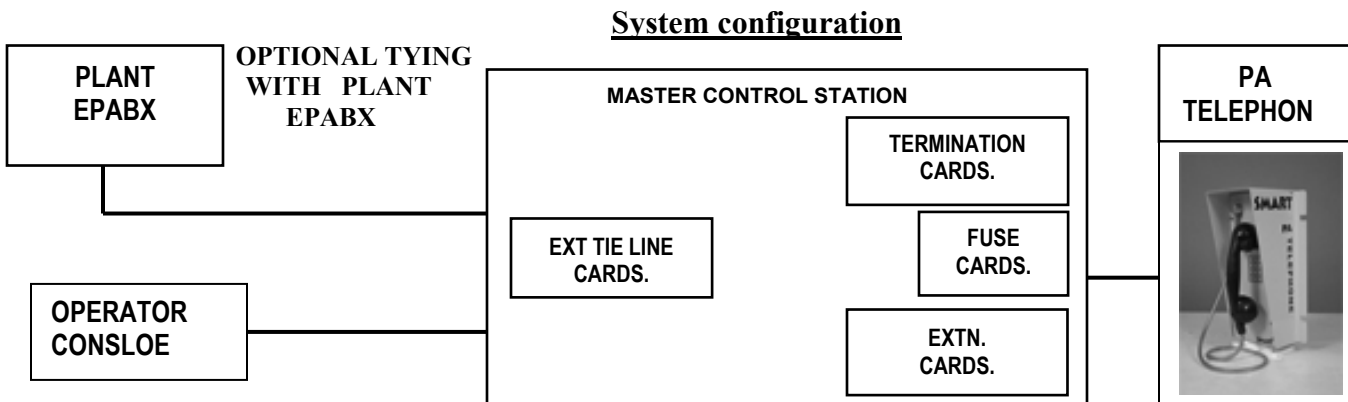 System configuration
PLANT
EPABX
OPTIONAL TYING
WITH PLANT
EPABX
MASTER CONTROL STATION
TERMINATION
CARDS.
EXT TIE LINE
CARDS.
FUSE
CARDS.
EXTN.
CARDS.
OPERATOR
CONSLOE
PA
TELEPHON
SMART
PA TELEFONE